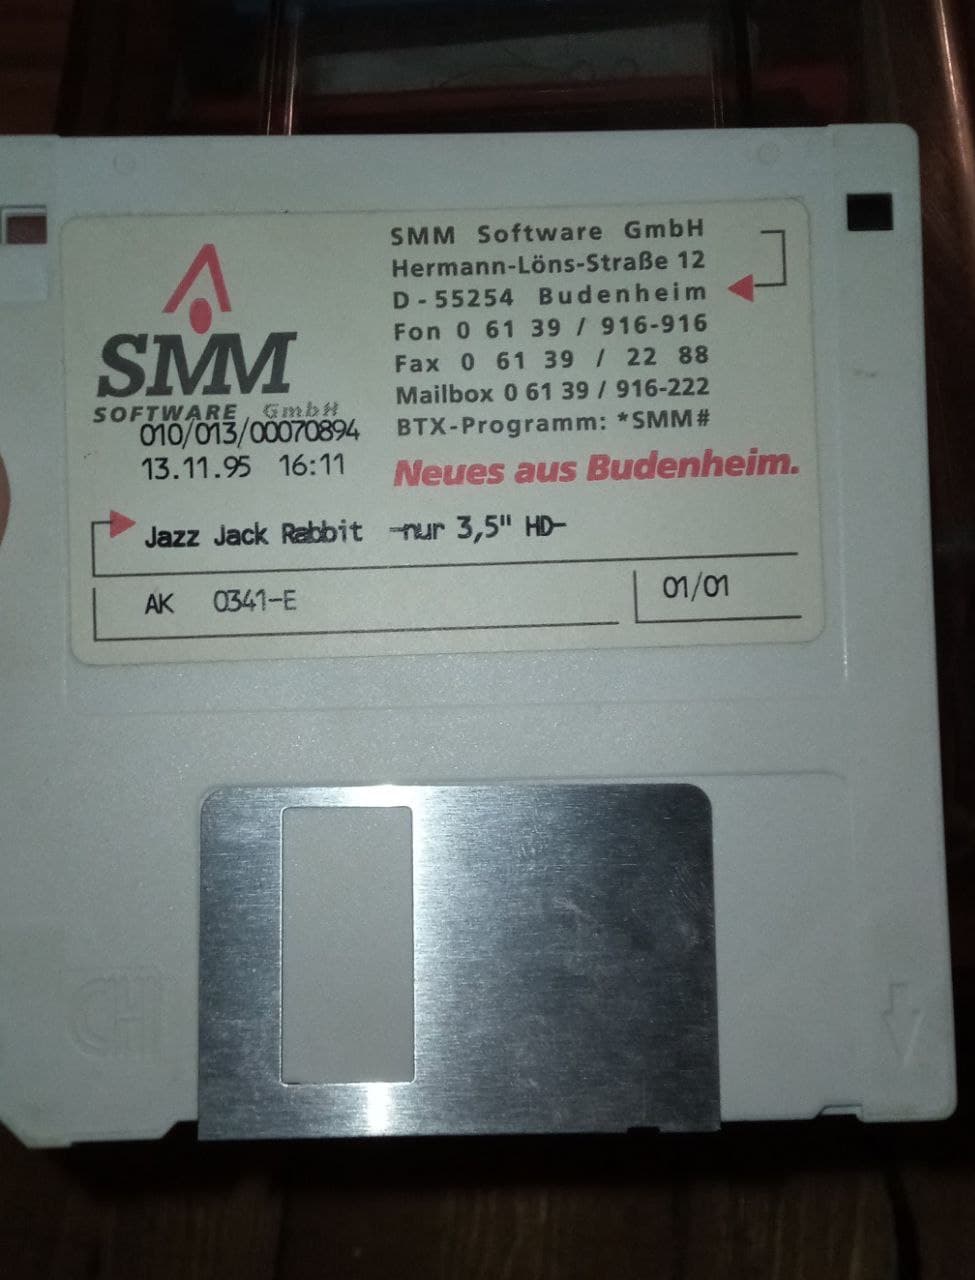 SMM
SOFTWARE GmbH
010/013/00070894
13.11.95 16:11
SMM Software GmbH
Hermann-Löns-Straße 12
D-55254 Budenheim
Fon 0 61 39 / 916-916
Fax 0 61 39 / 22 88
Mailbox 0 61 39 / 916-222
BTX-Programm: *SMM#
Neues aus Budenheim.
Jazz Jack Rabbit -nur 3,5" HD-
AK 0341-E
01/01